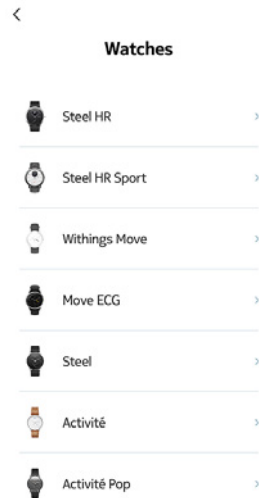 Watches
Steel HR
Steel HR Sport
Withings Move
Move ECG
Steel
Activité
Activité Pop